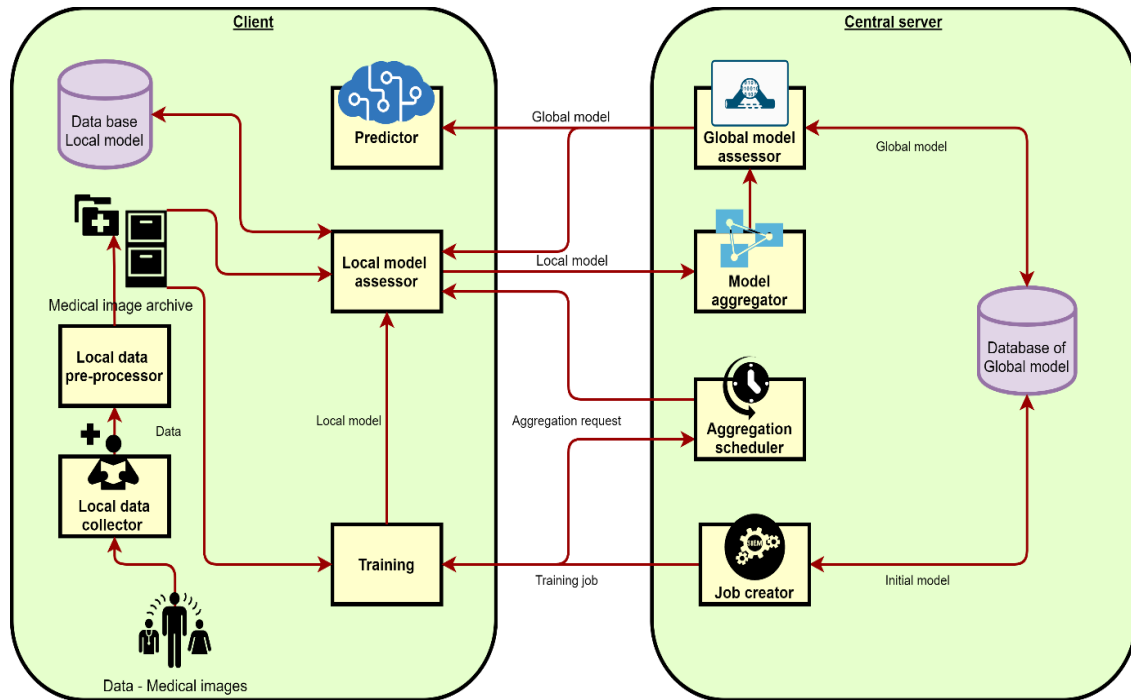 Client
Central server
Data base
Local model
Predictor
Global model
Global model
assessor
Global model
Local model
assessor
Local model
Model
aggregator
Medical image archive
Local data
pre-processor
Database of
Global model
Local model
Aggregation request
Aggregation
scheduler
Data
Local data
collector
Training
Training job
SIEM
Job creator
Initial model
Data - Medical images